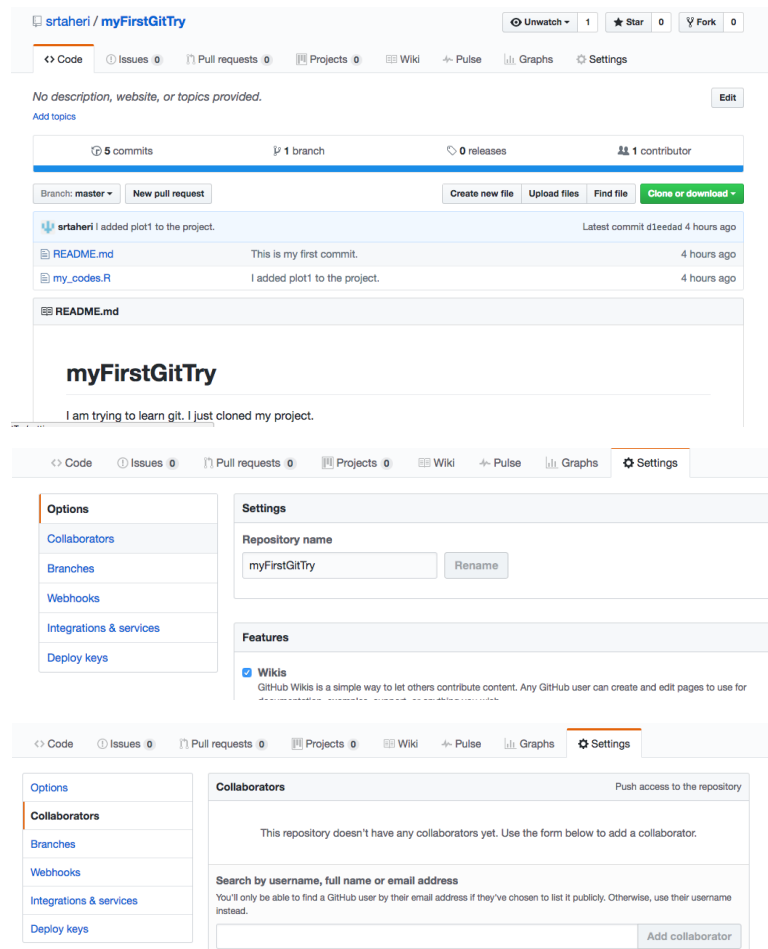 srtaheri / myFirstGitTry
Unwatch 1 Star 0 Fork 0
Code Issues 0 Pull requests 0 Projects 0 Wiki Pulse Graphs Settings
No description, website, or topics provided. Edit
Add topics
5 commits 1 branch 0 releases 1 contributor
Branch: master New pull request Create new file Upload files Find file Clone or download
srtaheri I added plot1 to the project. Latest commit d1eedad 4 hours ago
README.md This is my first commit. 4 hours ago
my_codes.R I added plot1 to the project. 4 hours ago
README.md
myFirstGitTry
I am trying to learn git. I just cloned my project.
Code Issues 0 Pull requests 0 Projects 0 Wiki Pulse Graphs Settings
Options
Collaborators
Branches
Webhooks
Integrations & services
Deploy keys
Settings
Repository name
myFirstGitTry Rename
Features
Wikis
GitHub Wikis is a simple way to let others contribute content. Any GitHub user can create and edit pages to use for
Code Issues 0 Pull requests 0 Projects 0 Wiki Pulse Graphs Settings
Options
Collaborators
Branches
Webhooks
Integrations & services
Deploy keys
Collaborators Push access to the repository
This repository doesn't have any collaborators yet. Use the form below to add a collaborator.
Search by username, full name or email address
You'll only be able to find a GitHub user by their email address if they've chosen to list it publicly. Otherwise, use their username
instead.
Add collaborator